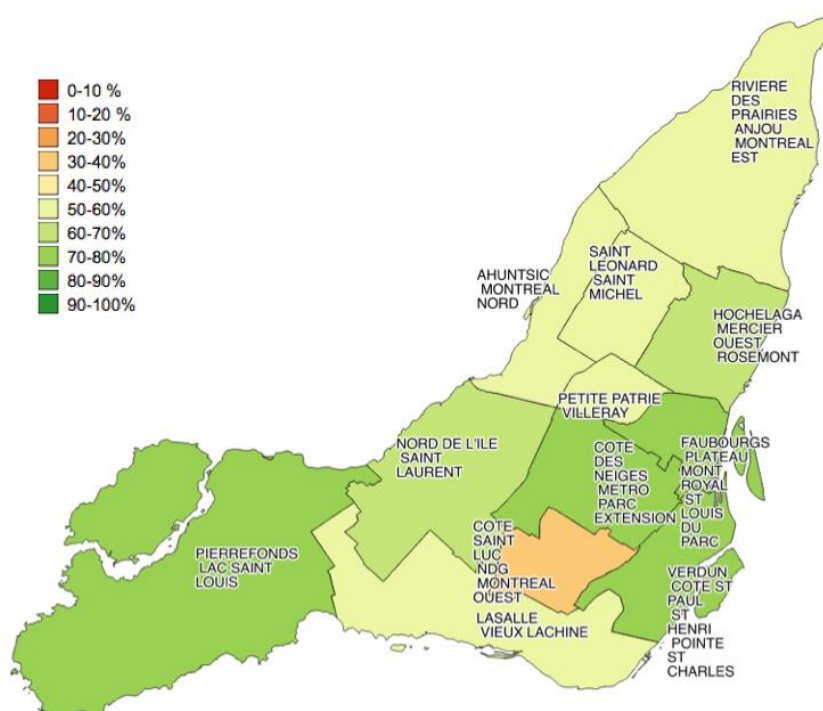 0-10 %
10-20 %
20-30%
30-40%
40-50%
50-60%
60-70%
70-80%
80-90%
90-100%
RIVIERE
DES
PRAIRIES
ANJOU
MONTREAL
EST
SAINT
LEONARD
SAINT
MICHEL
AHUNTSIC
MONTREAL
NORD
HOCHELAGA
MERCIER
OUEST
ROSEMONT
PETITE PATRIE
VILLERAY
NORD DE L'ILE
SAINT
LAURENT
COTE
DES
NEIGES
METRO
PARC
EXTENSION
FAUBOURGS
PLATEAU
MONT
ROYAL
ST
LOUIS
DU
PARC
PIERREFONDS
LAC SAINT
LOUIS
COTE
SAINT
LUC
NDG
MONTREAL
OUEST
LASALLE
VIEUX LACHINE
VERDUN
COTE ST
PAUL
ST
HENRI
POINTE
ST
CHARLES